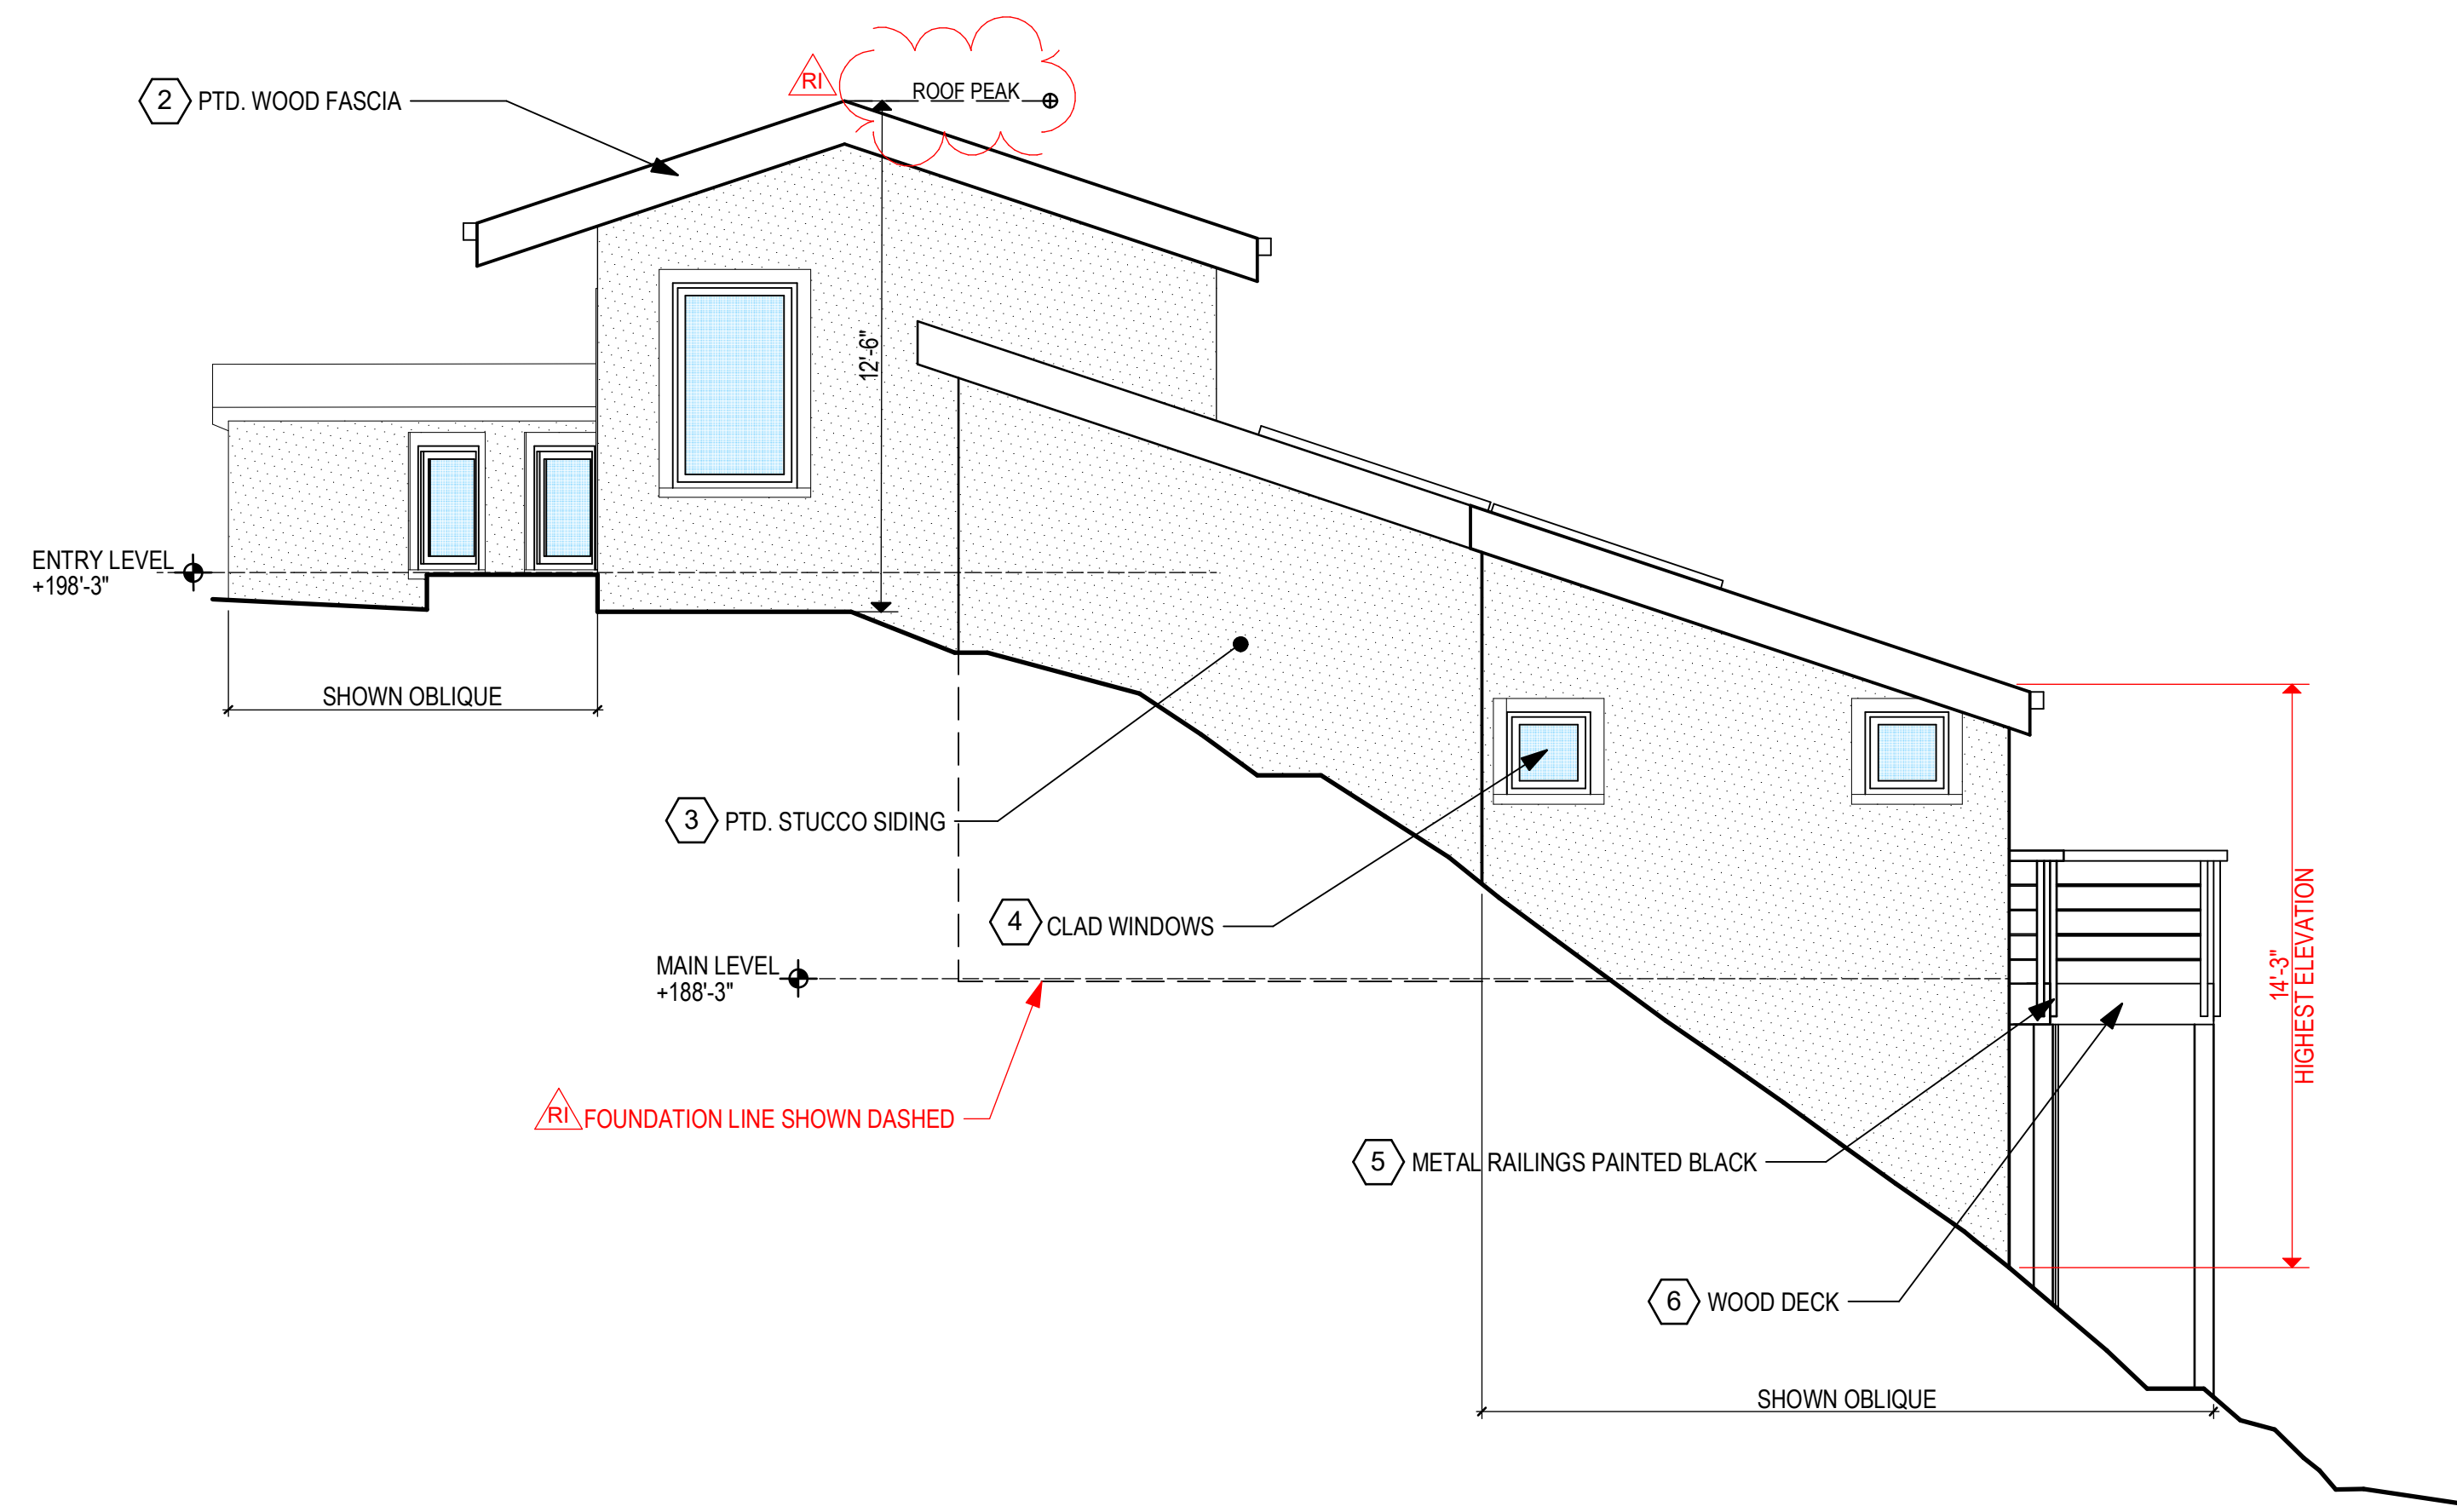 RI
ROOF PEAK
2 PTD. WOOD FASCIA
12'-6"
ENTRY LEVEL
+198'-3"
SHOWN OBLIQUE
3 PTD. STUCCO SIDING
4 CLAD WINDOWS
MAIN LEVEL
+188'-3"
14'-3"
HIGHEST ELEVATION
RI FOUNDATION LINE SHOWN DASHED
5 METAL RAILINGS PAINTED BLACK
6 WOOD DECK
SHOWN OBLIQUE